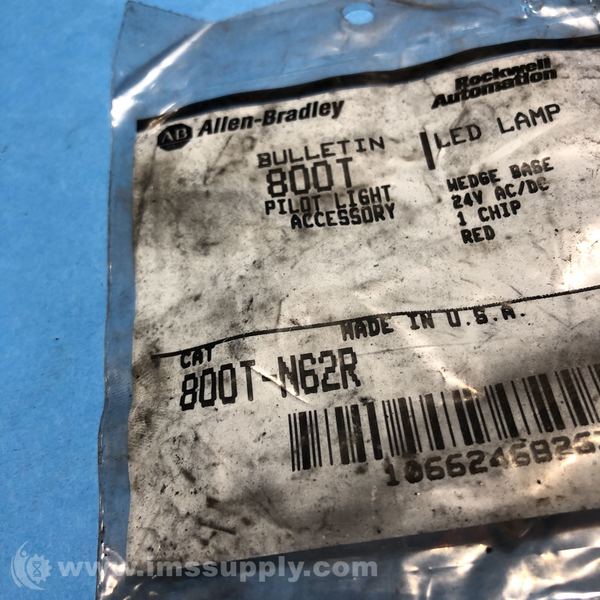 AB Allen-Bradley
Rockwell
Automation
BULLETIN
800T
PILOT LIGHT
ACCESSORY
LED LAMP
WEDGE BASE
24V AC/DC
1 CHIP
RED
MADE IN U.S.A.
CAT
800T-N62R
www.imssupply.com